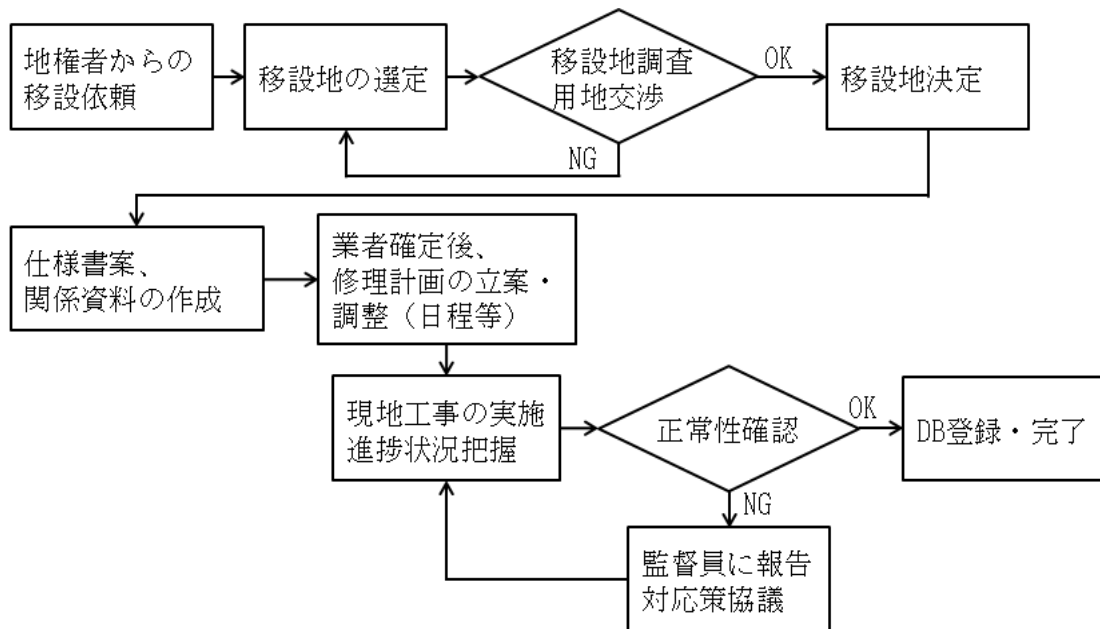 地権者からの
移設依頼
移設地の選定
移設地調査
用地交渉
OK
移設地決定
NG
仕様書案、
関係資料の作成
業者確定後、
修理計画の立案・
調整（日程等）
現地工事の実施
進捗状況把握
正常性確認
OK
DB登録・完了
NG
監督員に報告
対応策協議